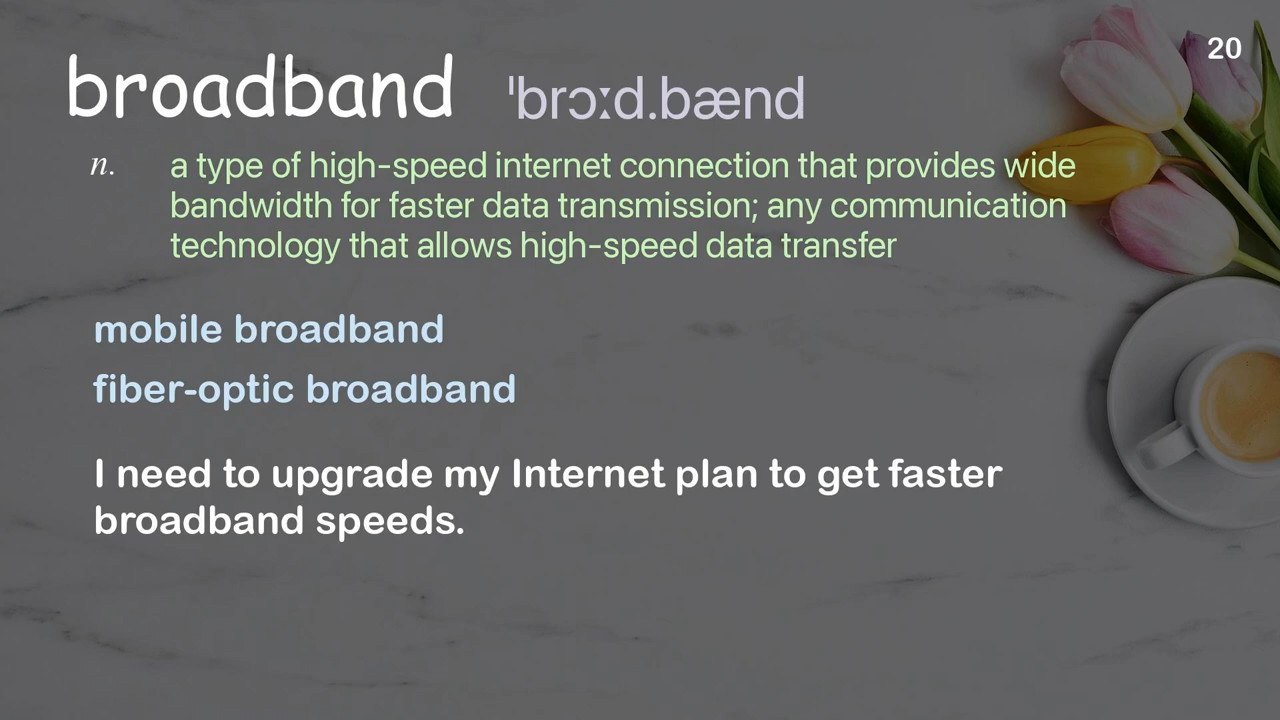 20
broadband ˈbrɔːd.bænd
n. a type of high-speed internet connection that provides wide
bandwidth for faster data transmission; any communication
technology that allows high-speed data transfer
mobile broadband
fiber-optic broadband
I need to upgrade my Internet plan to get faster
broadband speeds.